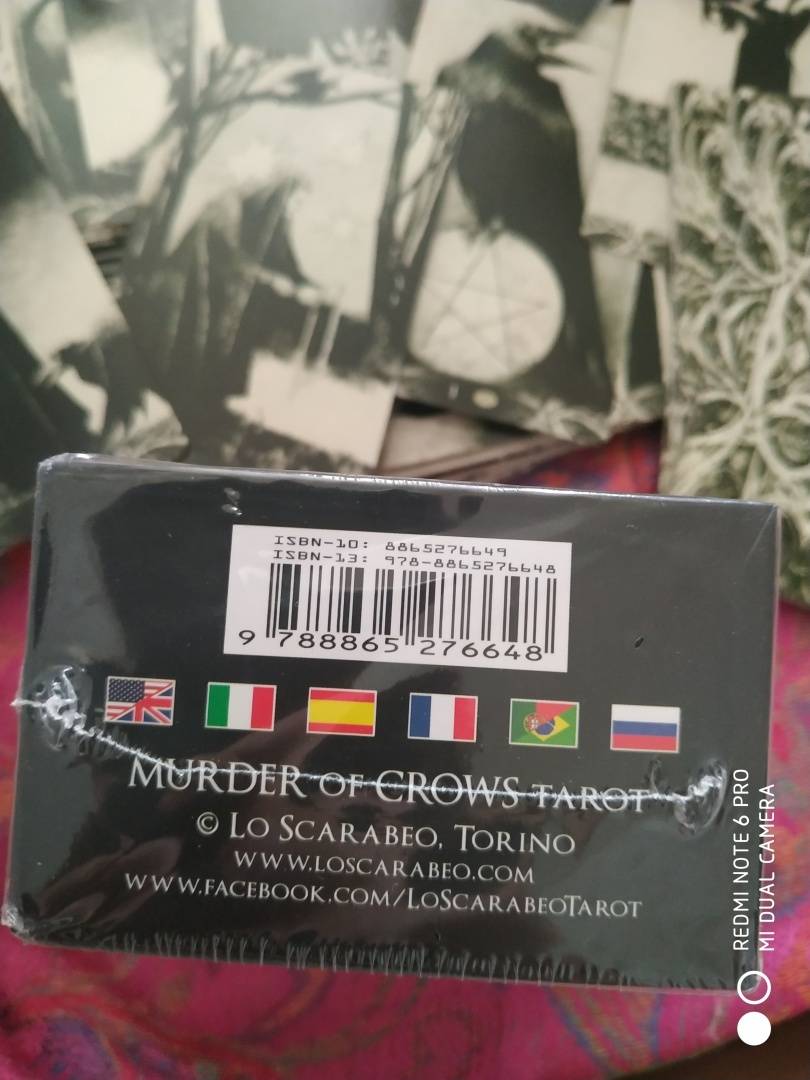 ISBN-10: 8865276649
ISBN-13: 978-8865276648
9 788865 276648
MURDER OF CROWS TAROT
© LO SCARABEO, TORINO
WWW.LOSCARABEO.COM
WWW.FACEBOOK.COM/LOSCARABEOTAROT
REDMI NOTE 6 PRO
MI DUAL CAMERA